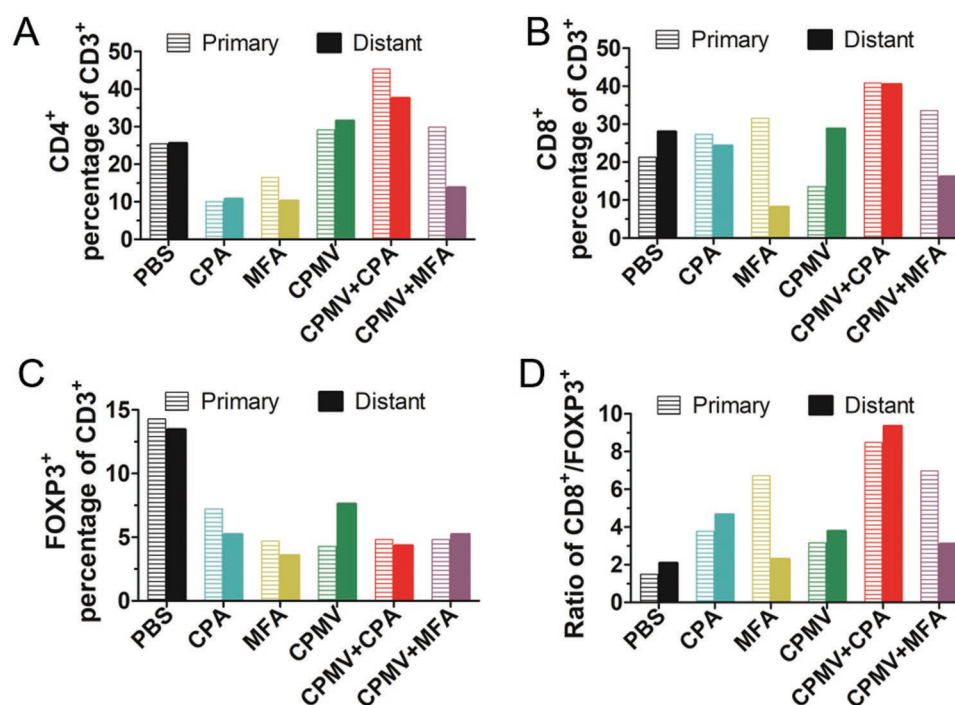 A
Primary Distant
CD4+
percentage of CD3+
50
40
30
20
10
0
PBS
CPA
MFA
CPMV
CPMV+CPA
CPMV+MFA
B
Primary Distant
CD8+
percentage of CD3+
50
40
30
20
10
0
PBS
CPA
MFA
CPMV
CPMV+CPA
CPMV+MFA
C
Primary Distant
FOXP3+
percentage of CD3+
15
10
5
0
PBS
CPA
MFA
CPMV
CPMV+CPA
CPMV+MFA
D
Primary Distant
Ratio of CD8+/FOXP3+
10
8
6
4
2
0
PBS
CPA
MFA
CPMV
CPMV+CPA
CPMV+MFA